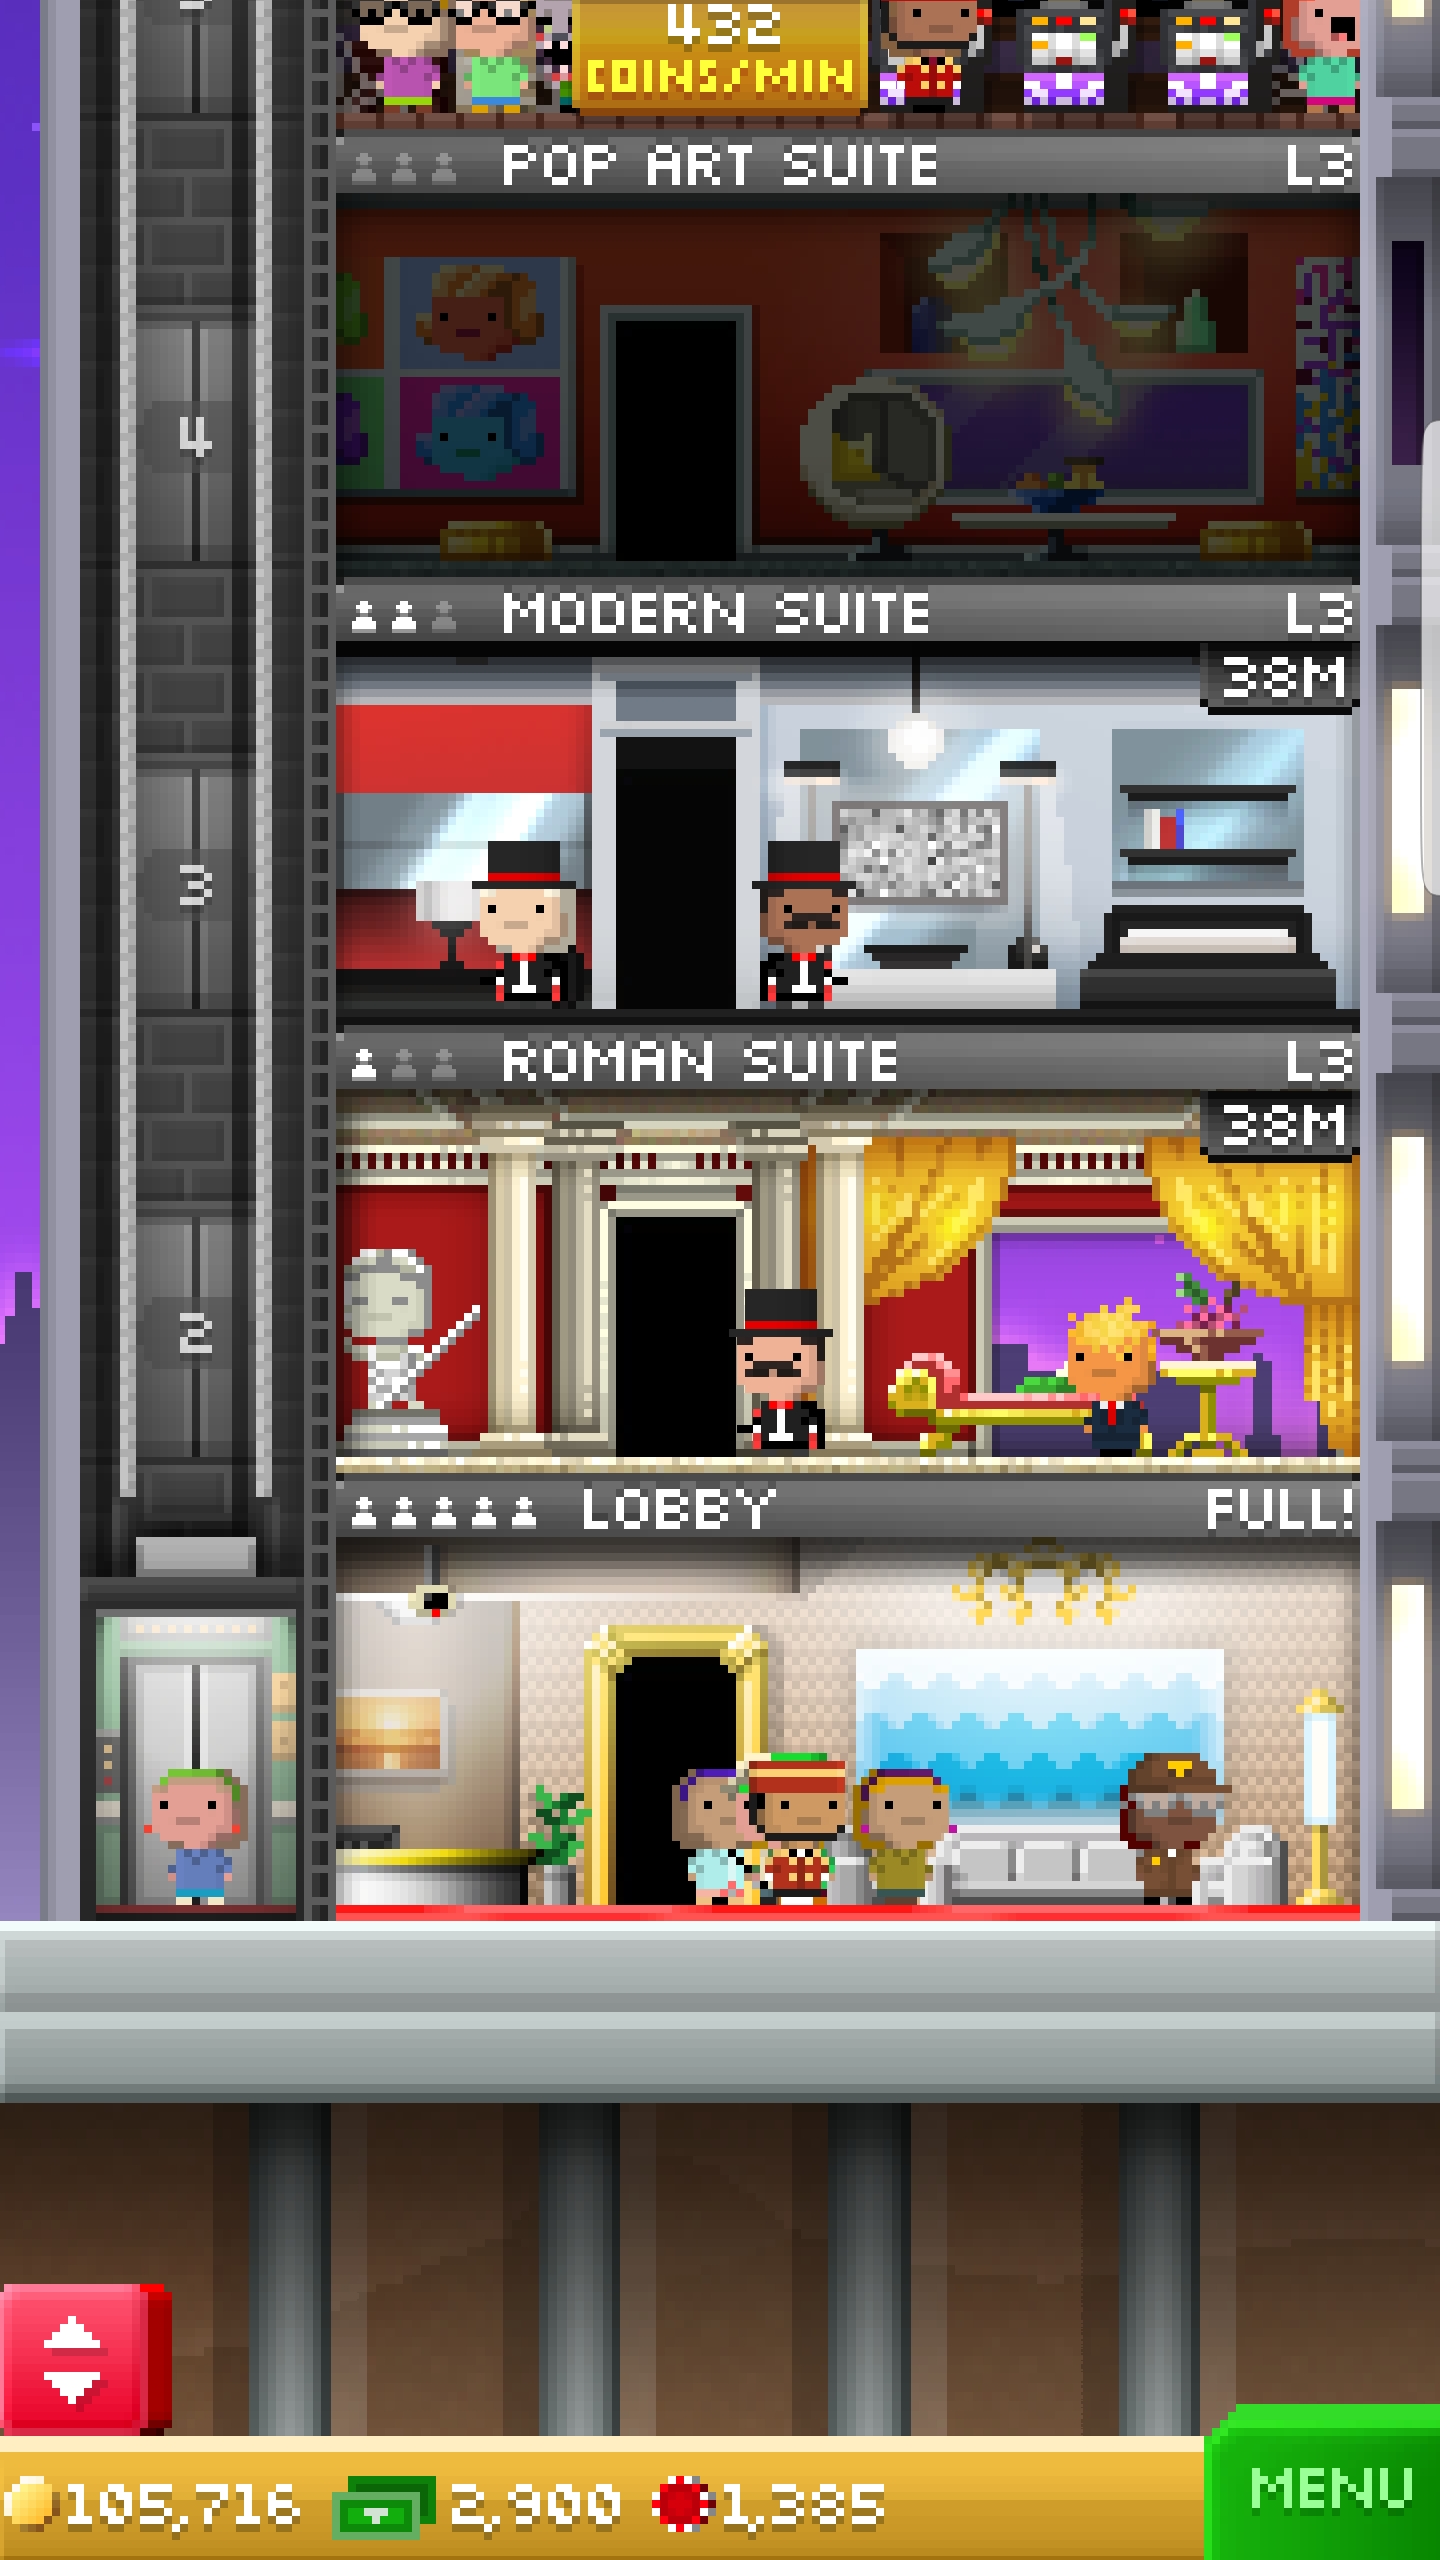 432
COINS/MIN
POP ART SUITE L3
4
MODERN SUITE L3
38M
3
ROMAN SUITE L3
38M
2
LOBBY FULL!
105,716 2,900 1,385
MENU